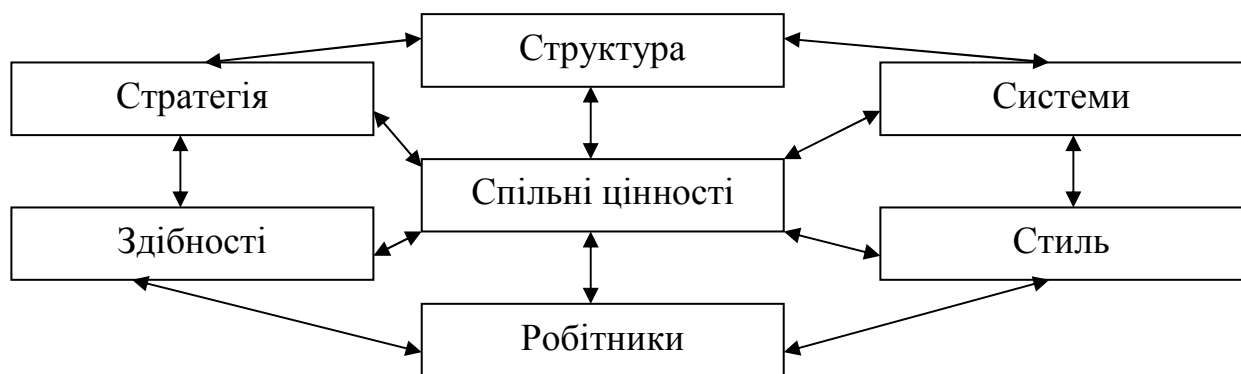 Структура
Стратегія
Системи
Спільні цінності
Здібності
Стиль
Робітники